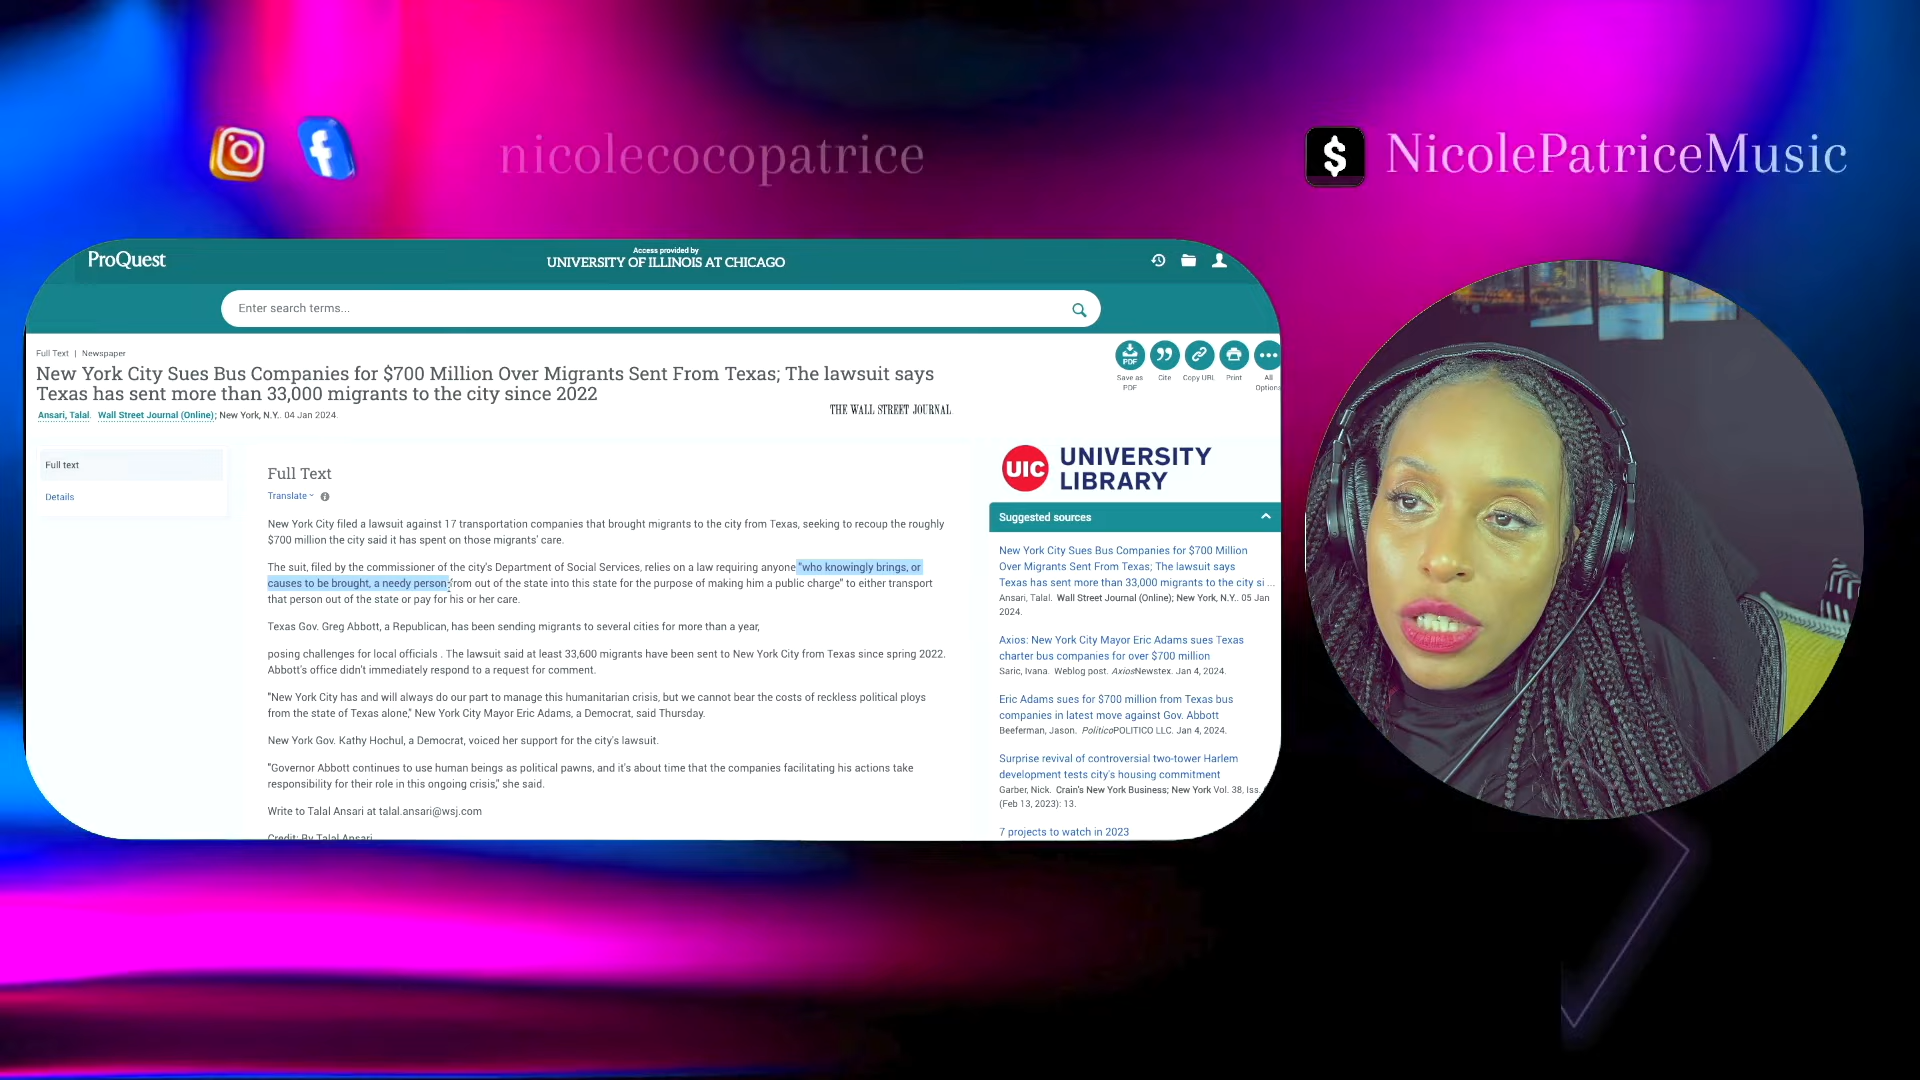 nicolecocopatrice
$ NicolePatriceMusic
ProQuest
Access provided by
UNIVERSITY OF ILLINOIS AT CHICAGO
Enter search terms...
Full Text | Newspaper
New York City Sues Bus Companies for $700 Million Over Migrants Sent From Texas; The lawsuit says
Texas has sent more than 33,000 migrants to the city since 2022
Ansari, Talal. Wall Street Journal (Online); New York, N.Y.. 04 Jan 2024.
THE WALL STREET JOURNAL.
PDF
Save as
PDF
Cite
Copy URL
Print
All
Options
Full text
Details
Full Text
Translate
New York City filed a lawsuit against 17 transportation companies that brought migrants to the city from Texas, seeking to recoup the roughly
$700 million the city said it has spent on those migrants' care.
The suit, filed by the commissioner of the city's Department of Social Services, relies on a law requiring anyone "who knowingly brings, or
causes to be brought, a needy person from out of the state into this state for the purpose of making him a public charge" to either transport
that person out of the state or pay for his or her care.
Texas Gov. Greg Abbott, a Republican, has been sending migrants to several cities for more than a year,
posing challenges for local officials . The lawsuit said at least 33,600 migrants have been sent to New York City from Texas since spring 2022.
Abbott's office didn't immediately respond to a request for comment.
"New York City has and will always do our part to manage this humanitarian crisis, but we cannot bear the costs of reckless political ploys
from the state of Texas alone," New York City Mayor Eric Adams, a Democrat, said Thursday.
New York Gov. Kathy Hochul, a Democrat, voiced her support for the city's lawsuit.
"Governor Abbott continues to use human beings as political pawns, and it's about time that the companies facilitating his actions take
responsibility for their role in this ongoing crisis," she said.
Write to Talal Ansari at talal.ansari@wsj.com
Credit: By Talal Ansari
UIC UNIVERSITY
LIBRARY
Suggested sources
New York City Sues Bus Companies for $700 Million
Over Migrants Sent From Texas; The lawsuit says
Texas has sent more than 33,000 migrants to the city si ...
Ansari, Talal. Wall Street Journal (Online); New York, N.Y.. 05 Jan
2024.
Axios: New York City Mayor Eric Adams sues Texas
charter bus companies for over $700 million
Saric, Ivana. Weblog post. AxiosNewstex. Jan 4, 2024.
Eric Adams sues for $700 million from Texas bus
companies in latest move against Gov. Abbott
Beeferman, Jason. PoliticoPOLITICO LLC. Jan 4, 2024.
Surprise revival of controversial two-tower Harlem
development tests city's housing commitment
Garber, Nick. Crain's New York Business; New York Vol. 38, Iss.
(Feb 13, 2023): 13.
7 projects to watch in 2023